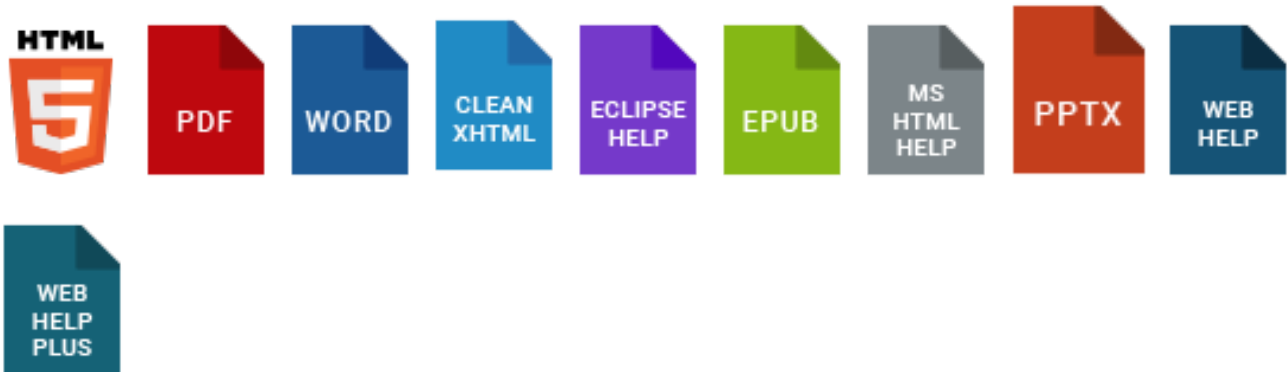 HTML
5
PDF
WORD
CLEAN
XHTML
ECLIPSE
HELP
EPUB
MS
HTML
HELP
PPTX
WEB
HELP
WEB
HELP
PLUS